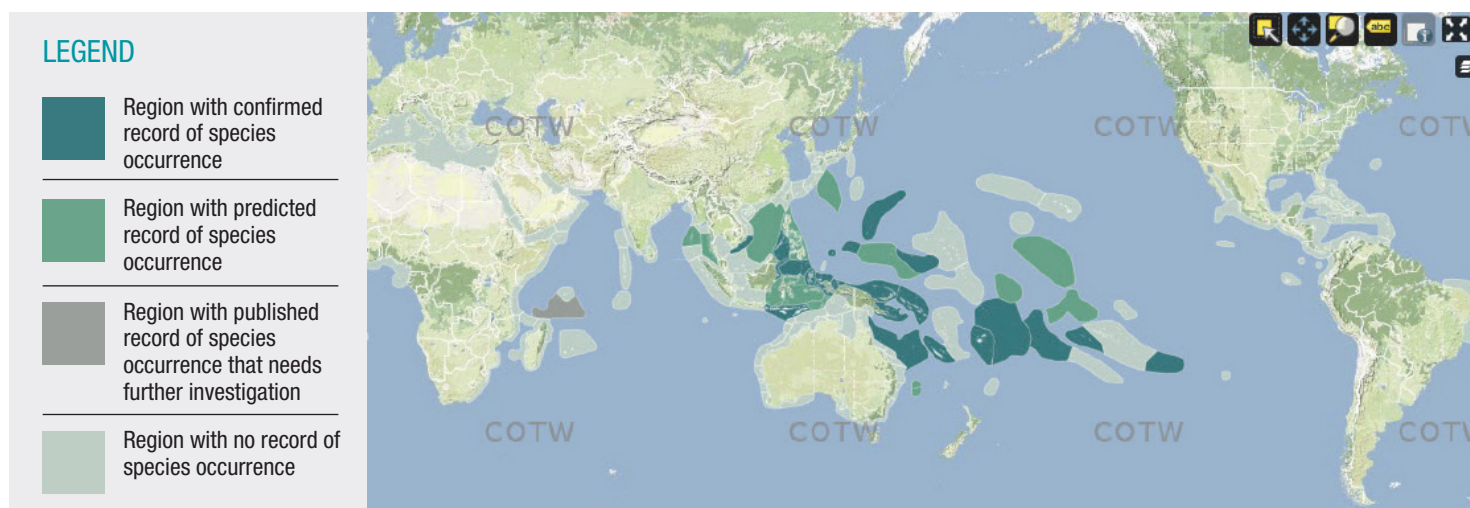 LEGEND
Region with confirmed
record of species
occurrence
Region with predicted
record of species
occurrence
Region with published
record of species
occurrence that needs
further investigation
Region with no record of
species occurrence
abc
COTW COTW COTW COTW
COTW COTW COTW COTW